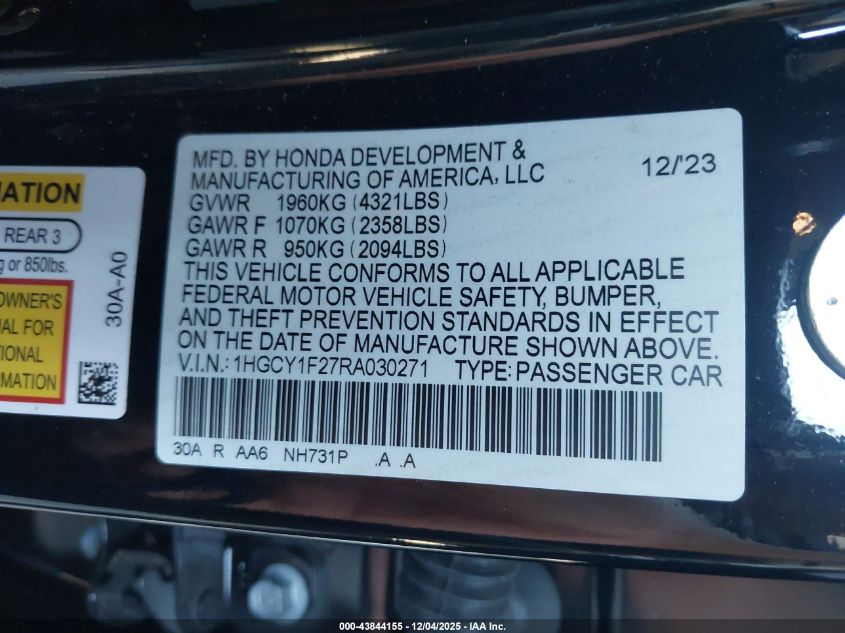 MATION
REAR 3
g or 850lbs.
OWNER'S
AL FOR
TIONAL
RMATION
30A-A0
MFD. BY HONDA DEVELOPMENT &
MANUFACTURING OF AMERICA, LLC 12/'23
GVWR 1960KG (4321LBS)
GAWR F 1070KG (2358LBS)
GAWR R 950KG (2094LBS)
THIS VEHICLE CONFORMS TO ALL APPLICABLE
FEDERAL MOTOR VEHICLE SAFETY, BUMPER,
AND THEFT PREVENTION STANDARDS IN EFFECT
ON THE DATE OF MANUFACTURE SHOWN ABOVE.
V.I.N.: 1HGCY1F27RA030271 TYPE: PASSENGER CAR
30A R AA6 NH731P .A .A
000-43844155 - 12/04/2025 - IAA Inc.